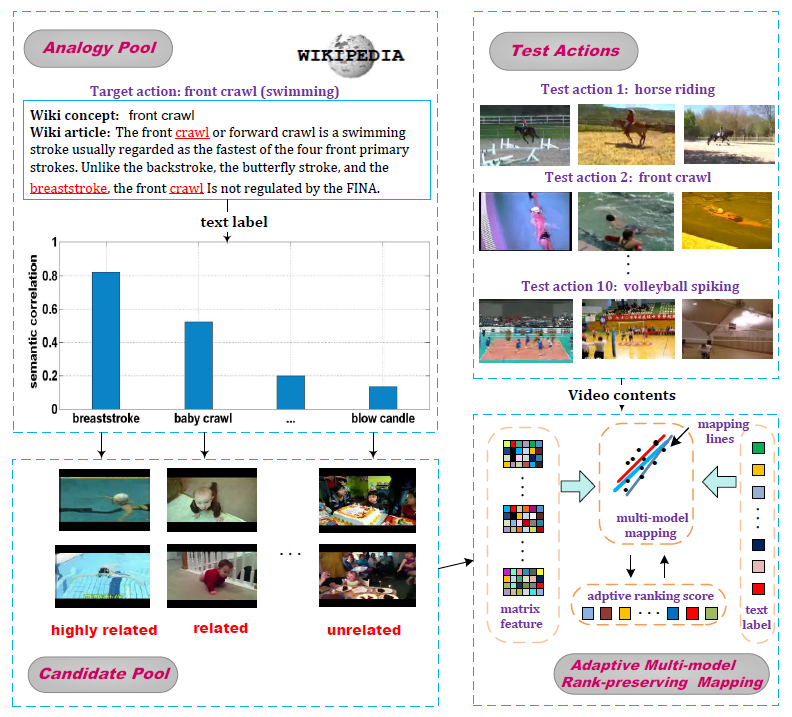 Analogy Pool
WIKIPEDIA
Target action: front crawl (swimming)
Wiki concept: front crawl
Wiki article: The front crawl or forward crawl is a swimming
stroke usually regarded as the fastest of the four front primary
strokes. Unlike the backstroke, the butterfly stroke, and the
breaststroke, the front crawl Is not regulated by the FINA.
text label
semantic correlation
1
0.8
0.6
0.4
0.2
0
breaststroke
baby crawl
...
blow candle
highly related
related
. . .
unrelated
Candidate Pool
Test Actions
Test action 1: horse riding
Test action 2: front crawl
Test action 10: volleyball spiking
Video contents
matrix
feature
mapping
lines
multi-model
mapping
adptive ranking score
text
label
Adaptive Multi-model
Rank-preserving Mapping